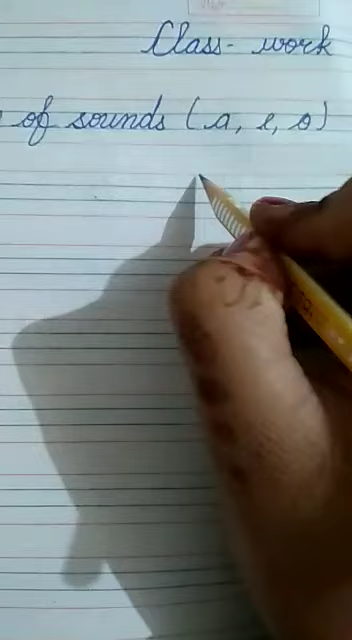 Class- work
of sounds (a, e, o)